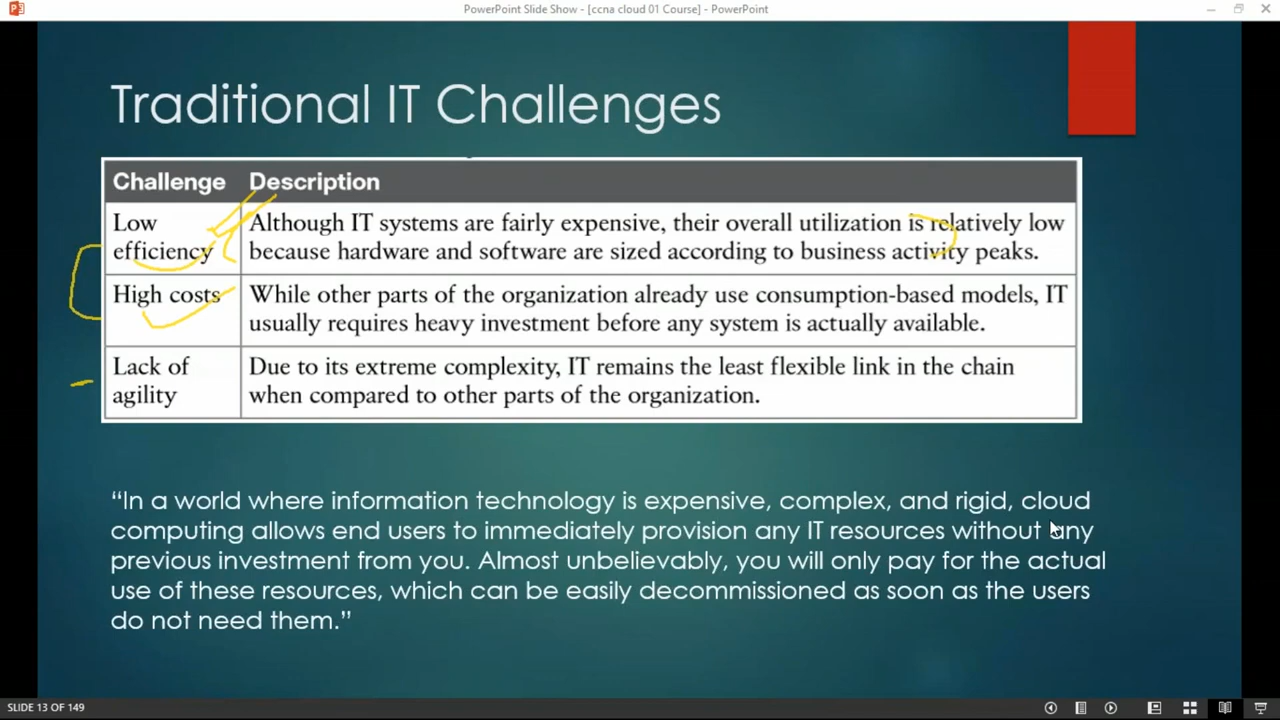 PowerPoint Slide Show - [ccna cloud 01 Course] - PowerPoint
Traditional IT Challenges
Challenge Description
Low efficiency Although IT systems are fairly expensive, their overall utilization is relatively low
because hardware and software are sized according to business activity peaks.
High costs While other parts of the organization already use consumption-based models, IT
usually requires heavy investment before any system is actually available.
Lack of agility Due to its extreme complexity, IT remains the least flexible link in the chain
when compared to other parts of the organization.
“In a world where information technology is expensive, complex, and rigid, cloud
computing allows end users to immediately provision any IT resources without any
previous investment from you. Almost unbelievably, you will only pay for the actual
use of these resources, which can be easily decommissioned as soon as the users
do not need them.”
SLIDE 13 OF 149